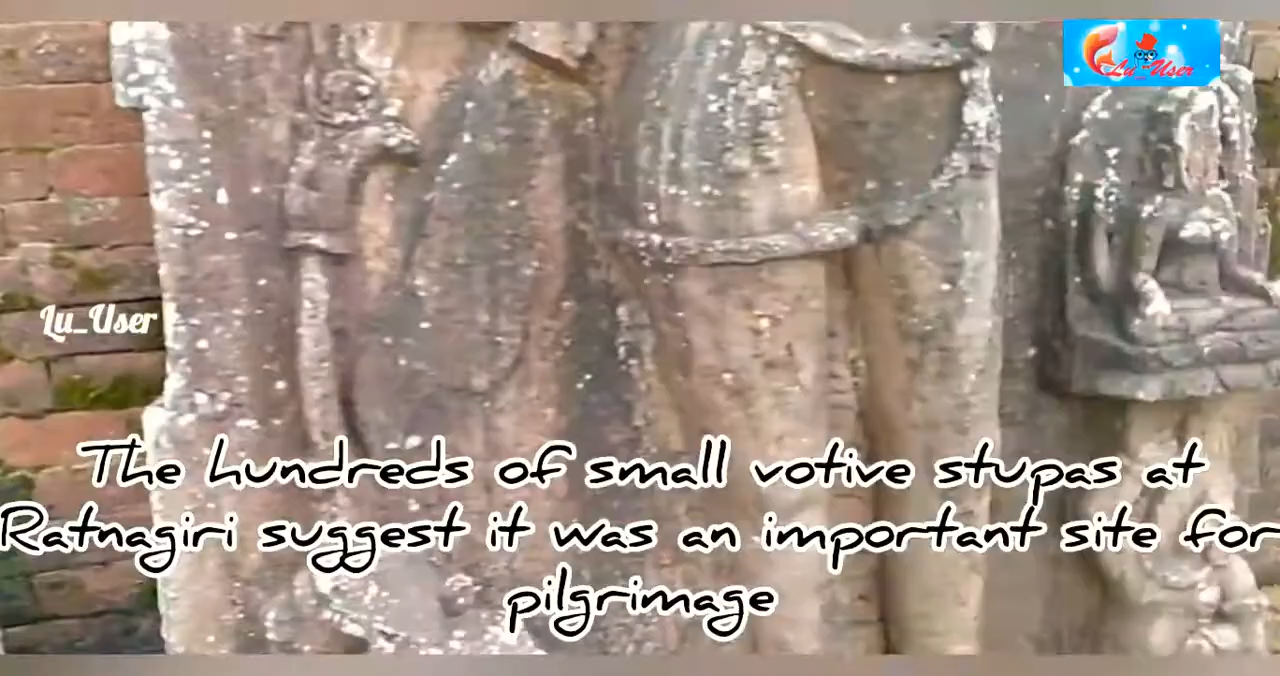 Lu_User
Lu_User
The hundreds of small votive stupas at
Ratnagiri suggest it was an important site for
pilgrimage